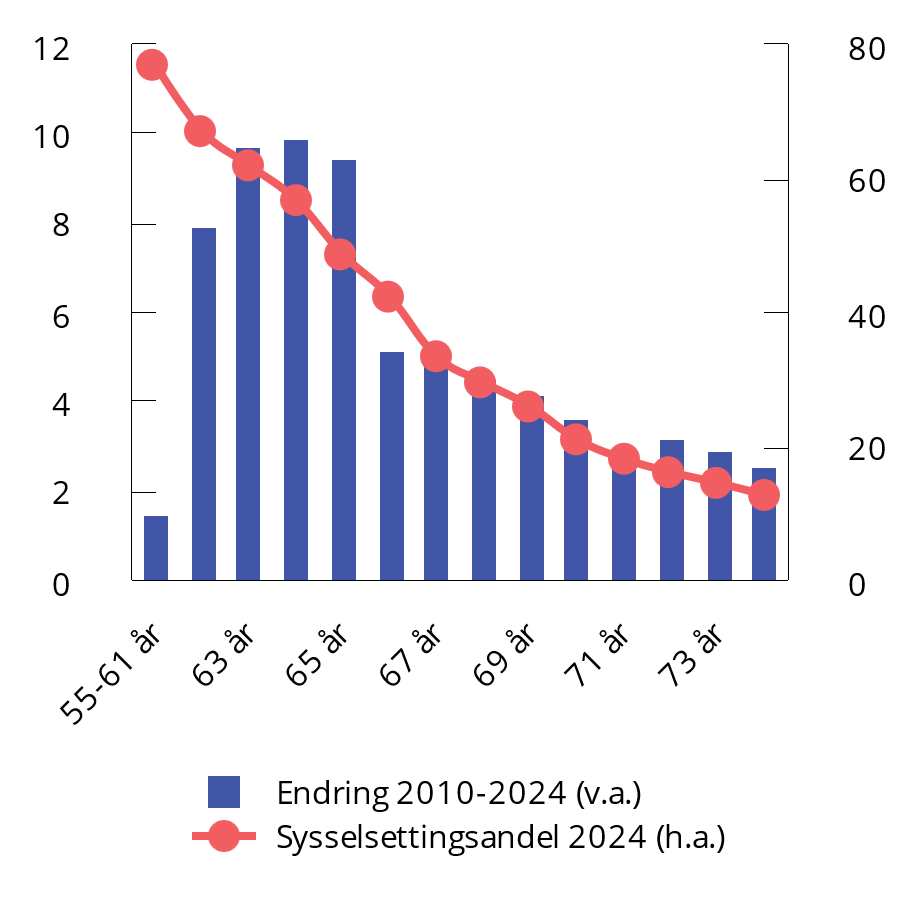 12
10
8
6
4
2
0
80
60
40
20
0
55-61 år
63 år
65 år
67 år
69 år
71 år
73 år
Endring 2010-2024 (v.a.)
Sysselsettingsandel 2024 (h.a.)